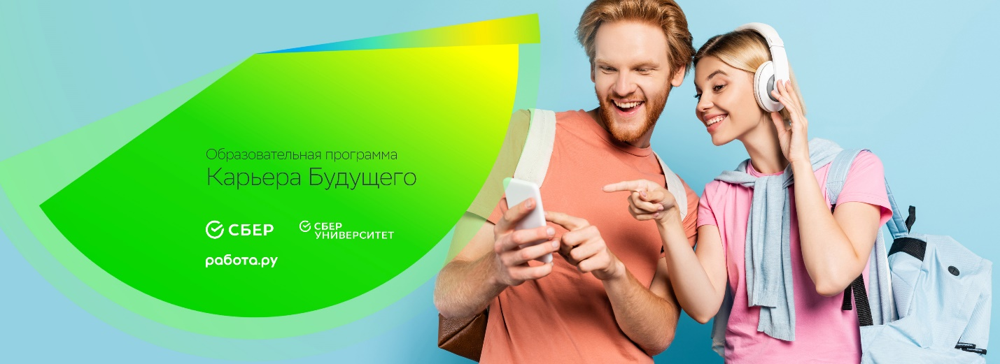 Образовательная программа
Карьера Будущего
СБЕР
СБЕР
УНИВЕРСИТЕТ
работа.ру